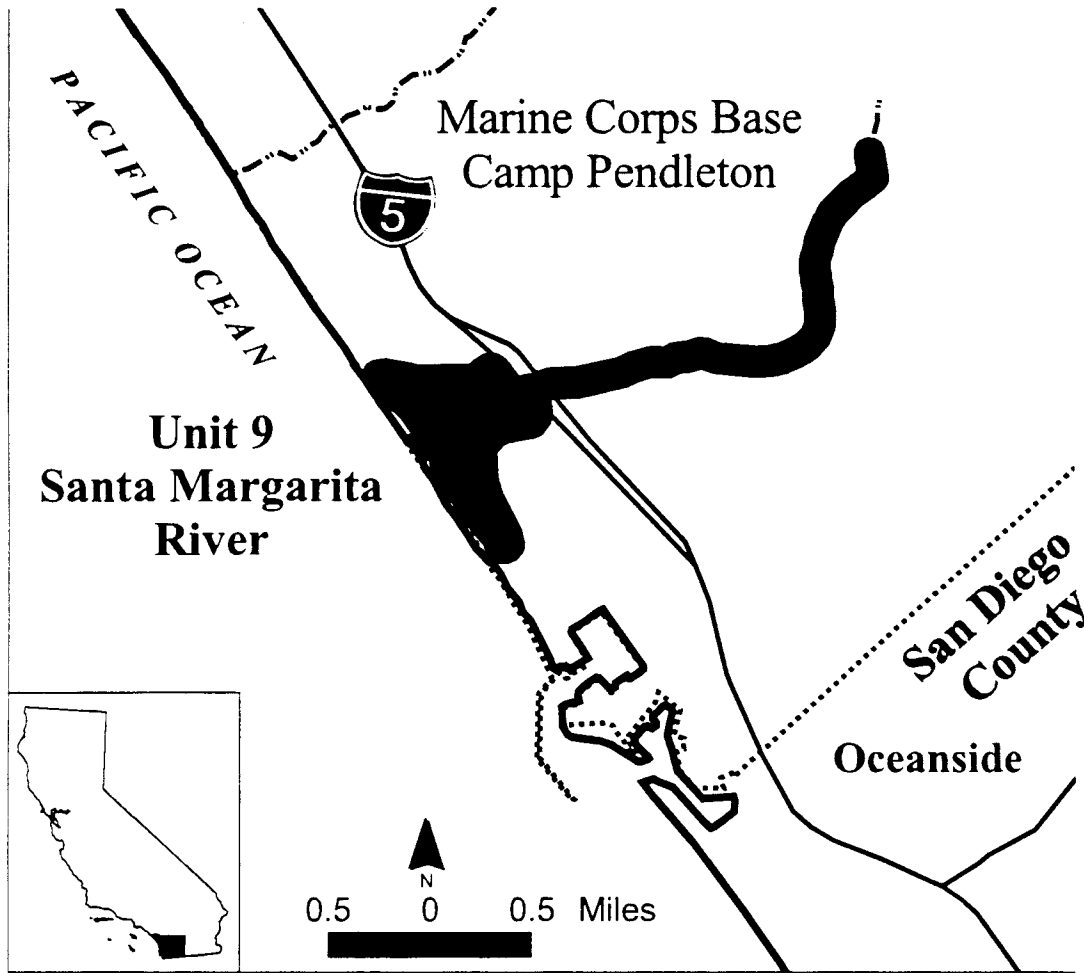 PACIFIC OCEAN
Marine Corps Base
Camp Pendleton
5
Unit 9
Santa Margarita
River
San Diego
County
Oceanside
N
0.5 0 0.5 Miles